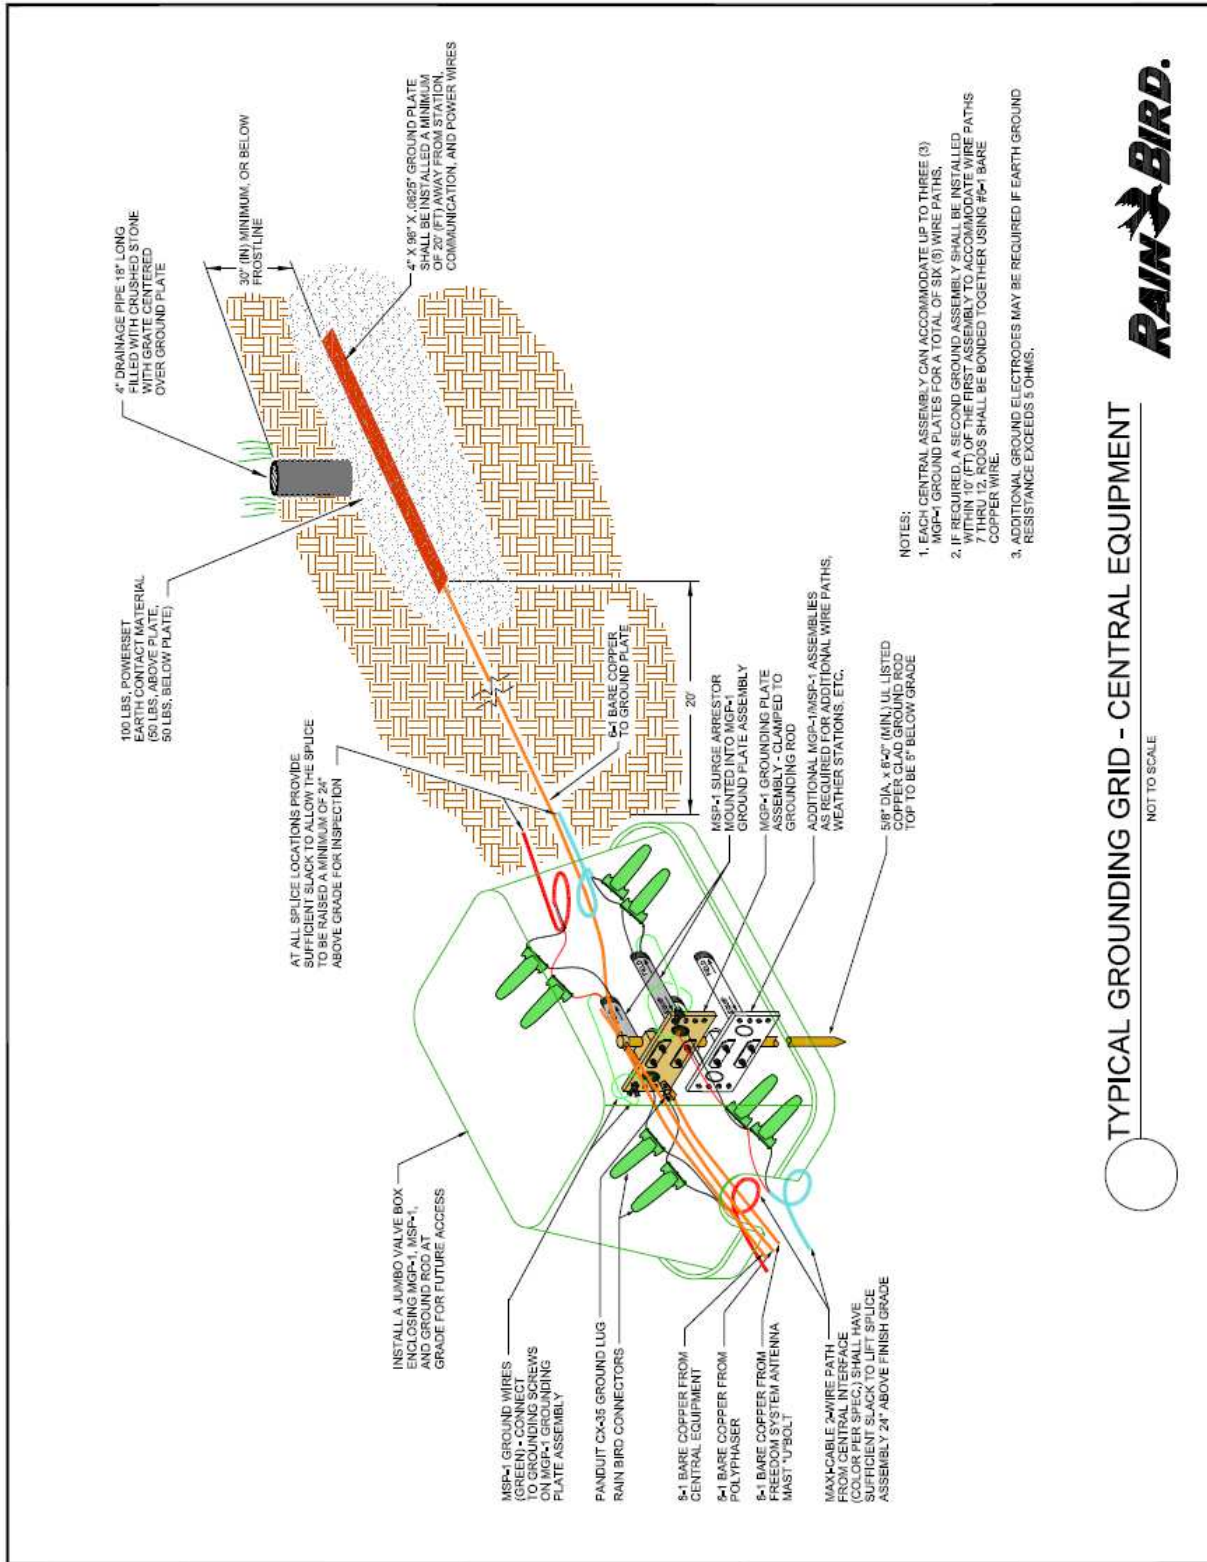 INSTALL A JUMBO VALVE BOX
ENCLOSING MGP-1, MSP-1,
AND GROUND ROD AT
GRADE FOR FUTURE ACCESS
AT ALL SPLICE LOCATIONS PROVIDE
SUFFICIENT SLACK TO ALLOW THE SPLICE
TO BE RAISED A MINIMUM OF 24"
ABOVE GRADE FOR INSPECTION
100 LBS. POWERSET
EARTH CONTACT MATERIAL
(50 LBS. ABOVE PLATE,
50 LBS. BELOW PLATE)
4" DRAINAGE PIPE 18" LONG
FILLED WITH CRUSHED STONE
WITH GRATE CENTERED
OVER GROUND PLATE
30" (IN) MINIMUM, OR BELOW
FROSTLINE
4" X 96" X .0625" GROUND PLATE
SHALL BE INSTALLED A MINIMUM
OF 20' (FT) AWAY FROM STATION,
COMMUNICATION, AND POWER WIRES
MSP-1 GROUND WIRES
(GREEN) - CONNECT
TO GROUNDING SCREWS
ON MGP-1 GROUNDING
PLATE ASSEMBLY
PANDUIT CX-35 GROUND LUG
RAIN BIRD CONNECTORS
6-1 BARE COPPER FROM
CENTRAL EQUIPMENT
6-1 BARE COPPER FROM
POLYPHASER
6-1 BARE COPPER FROM
FREEDOM SYSTEM ANTENNA
MAST "U"BOLT
MAXI-CABLE 2-WIRE PATH
FROM CENTRAL INTERFACE
(COLOR PER SPEC.) SHALL HAVE
SUFFICIENT SLACK TO LIFT SPLICE
ASSEMBLY 24" ABOVE FINISH GRADE
6-1 BARE COPPER
TO GROUND PLATE
20'
MSP-1 SURGE ARRESTOR
MOUNTED INTO MGP-1
GROUND PLATE ASSEMBLY
MGP-1 GROUNDING PLATE
ASSEMBLY - CLAMPED TO
GROUNDING ROD
ADDITIONAL MGP-1/MSP-1 ASSEMBLIES
AS REQUIRED FOR ADDITIONAL WIRE PATHS,
WEATHER STATIONS, ETC.
5/8" DIA. x 8'-0" (MIN.) UL LISTED
COPPER CLAD GROUND ROD
TOP TO BE 5" BELOW GRADE
NOTES:
1. EACH CENTRAL ASSEMBLY CAN ACCOMMODATE UP TO THREE (3)
MGP-1 GROUND PLATES FOR A TOTAL OF SIX (6) WIRE PATHS.
2. IF REQUIRED, A SECOND GROUND ASSEMBLY SHALL BE INSTALLED
WITHIN 10' (FT) OF THE FIRST ASSEMBLY TO ACCOMMODATE WIRE PATHS
7 THRU 12. RODS SHALL BE BONDED TOGETHER USING #6-1 BARE
COPPER WIRE.
3. ADDITIONAL GROUND ELECTRODES MAY BE REQUIRED IF EARTH GROUND
RESISTANCE EXCEEDS 5 OHMS.
TYPICAL GROUNDING GRID - CENTRAL EQUIPMENT
NOT TO SCALE
RAIN BIRD.